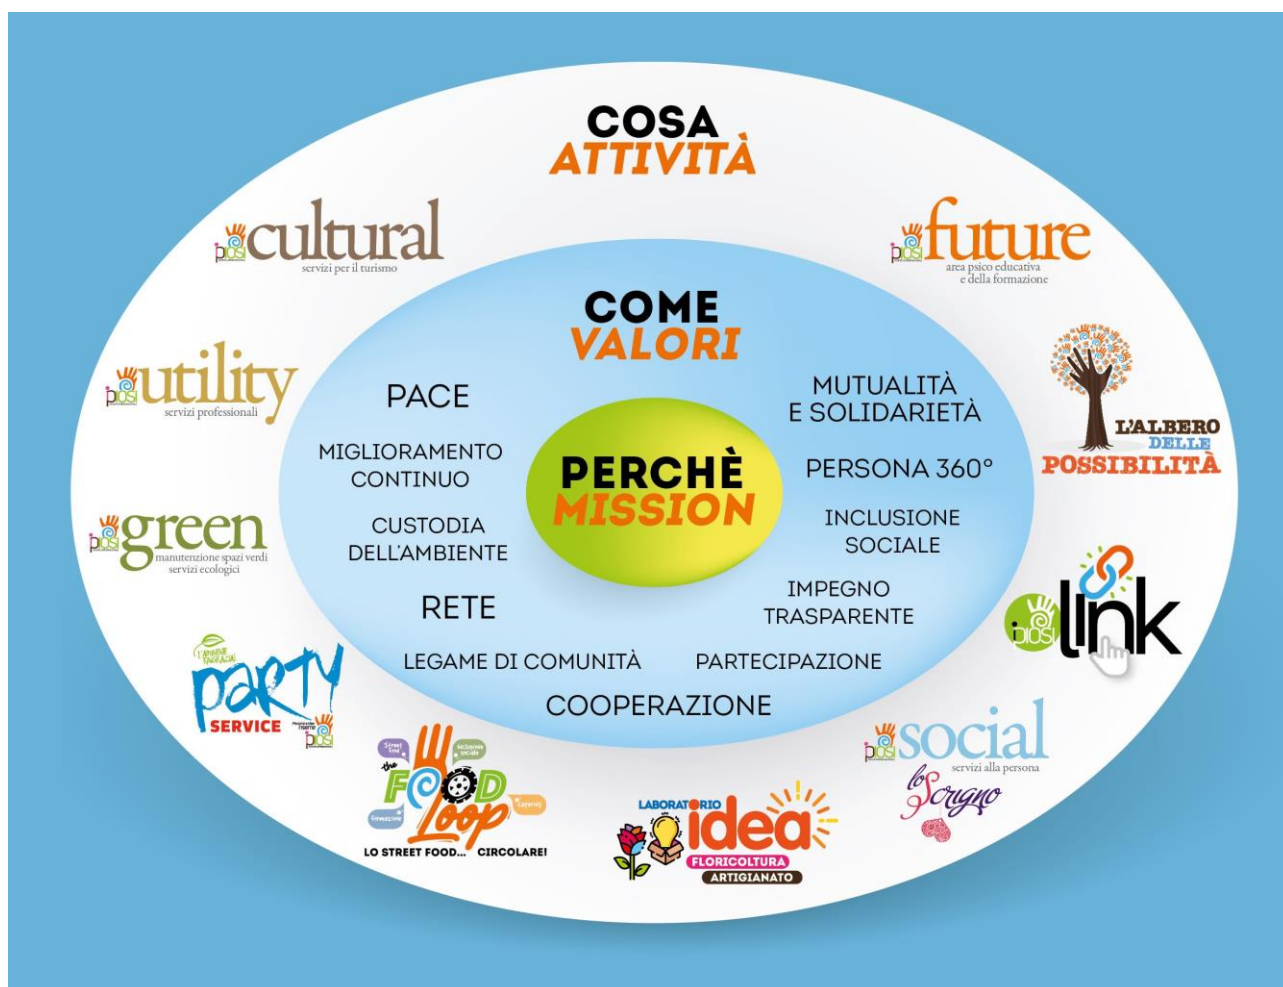 COSA
ATTIVITÀ
cultural
servizi per il turismo
future
area psico educativa
e della formazione
COME
VALORI
utility
servizi professionali
PACE
MUTUALITÀ
E SOLIDARIETÀ
L'ALBERO
DELLE
POSSIBILITÀ
MIGLIORAMENTO
CONTINUO
PERCHÈ
MISSION
PERSONA 360°
green
manutenzione spazi verdi
servizi ecologici
CUSTODIA
DELL'AMBIENTE
INCLUSIONE
SOCIALE
RETE
IMPEGNO
TRASPARENTE
link
LEGAME DI COMUNITÀ
PARTECIPAZIONE
COOPERAZIONE
PARTY
SERVICE
social
servizi alla persona
lo Scrigno
Street
food
inclusione
sociale
the
FOOD
Loop
formazione
Catering
LO STREET FOOD... CIRCOLARE!
LABORATORIO
idea
FLORICOLTURA
ARTIGIANATO